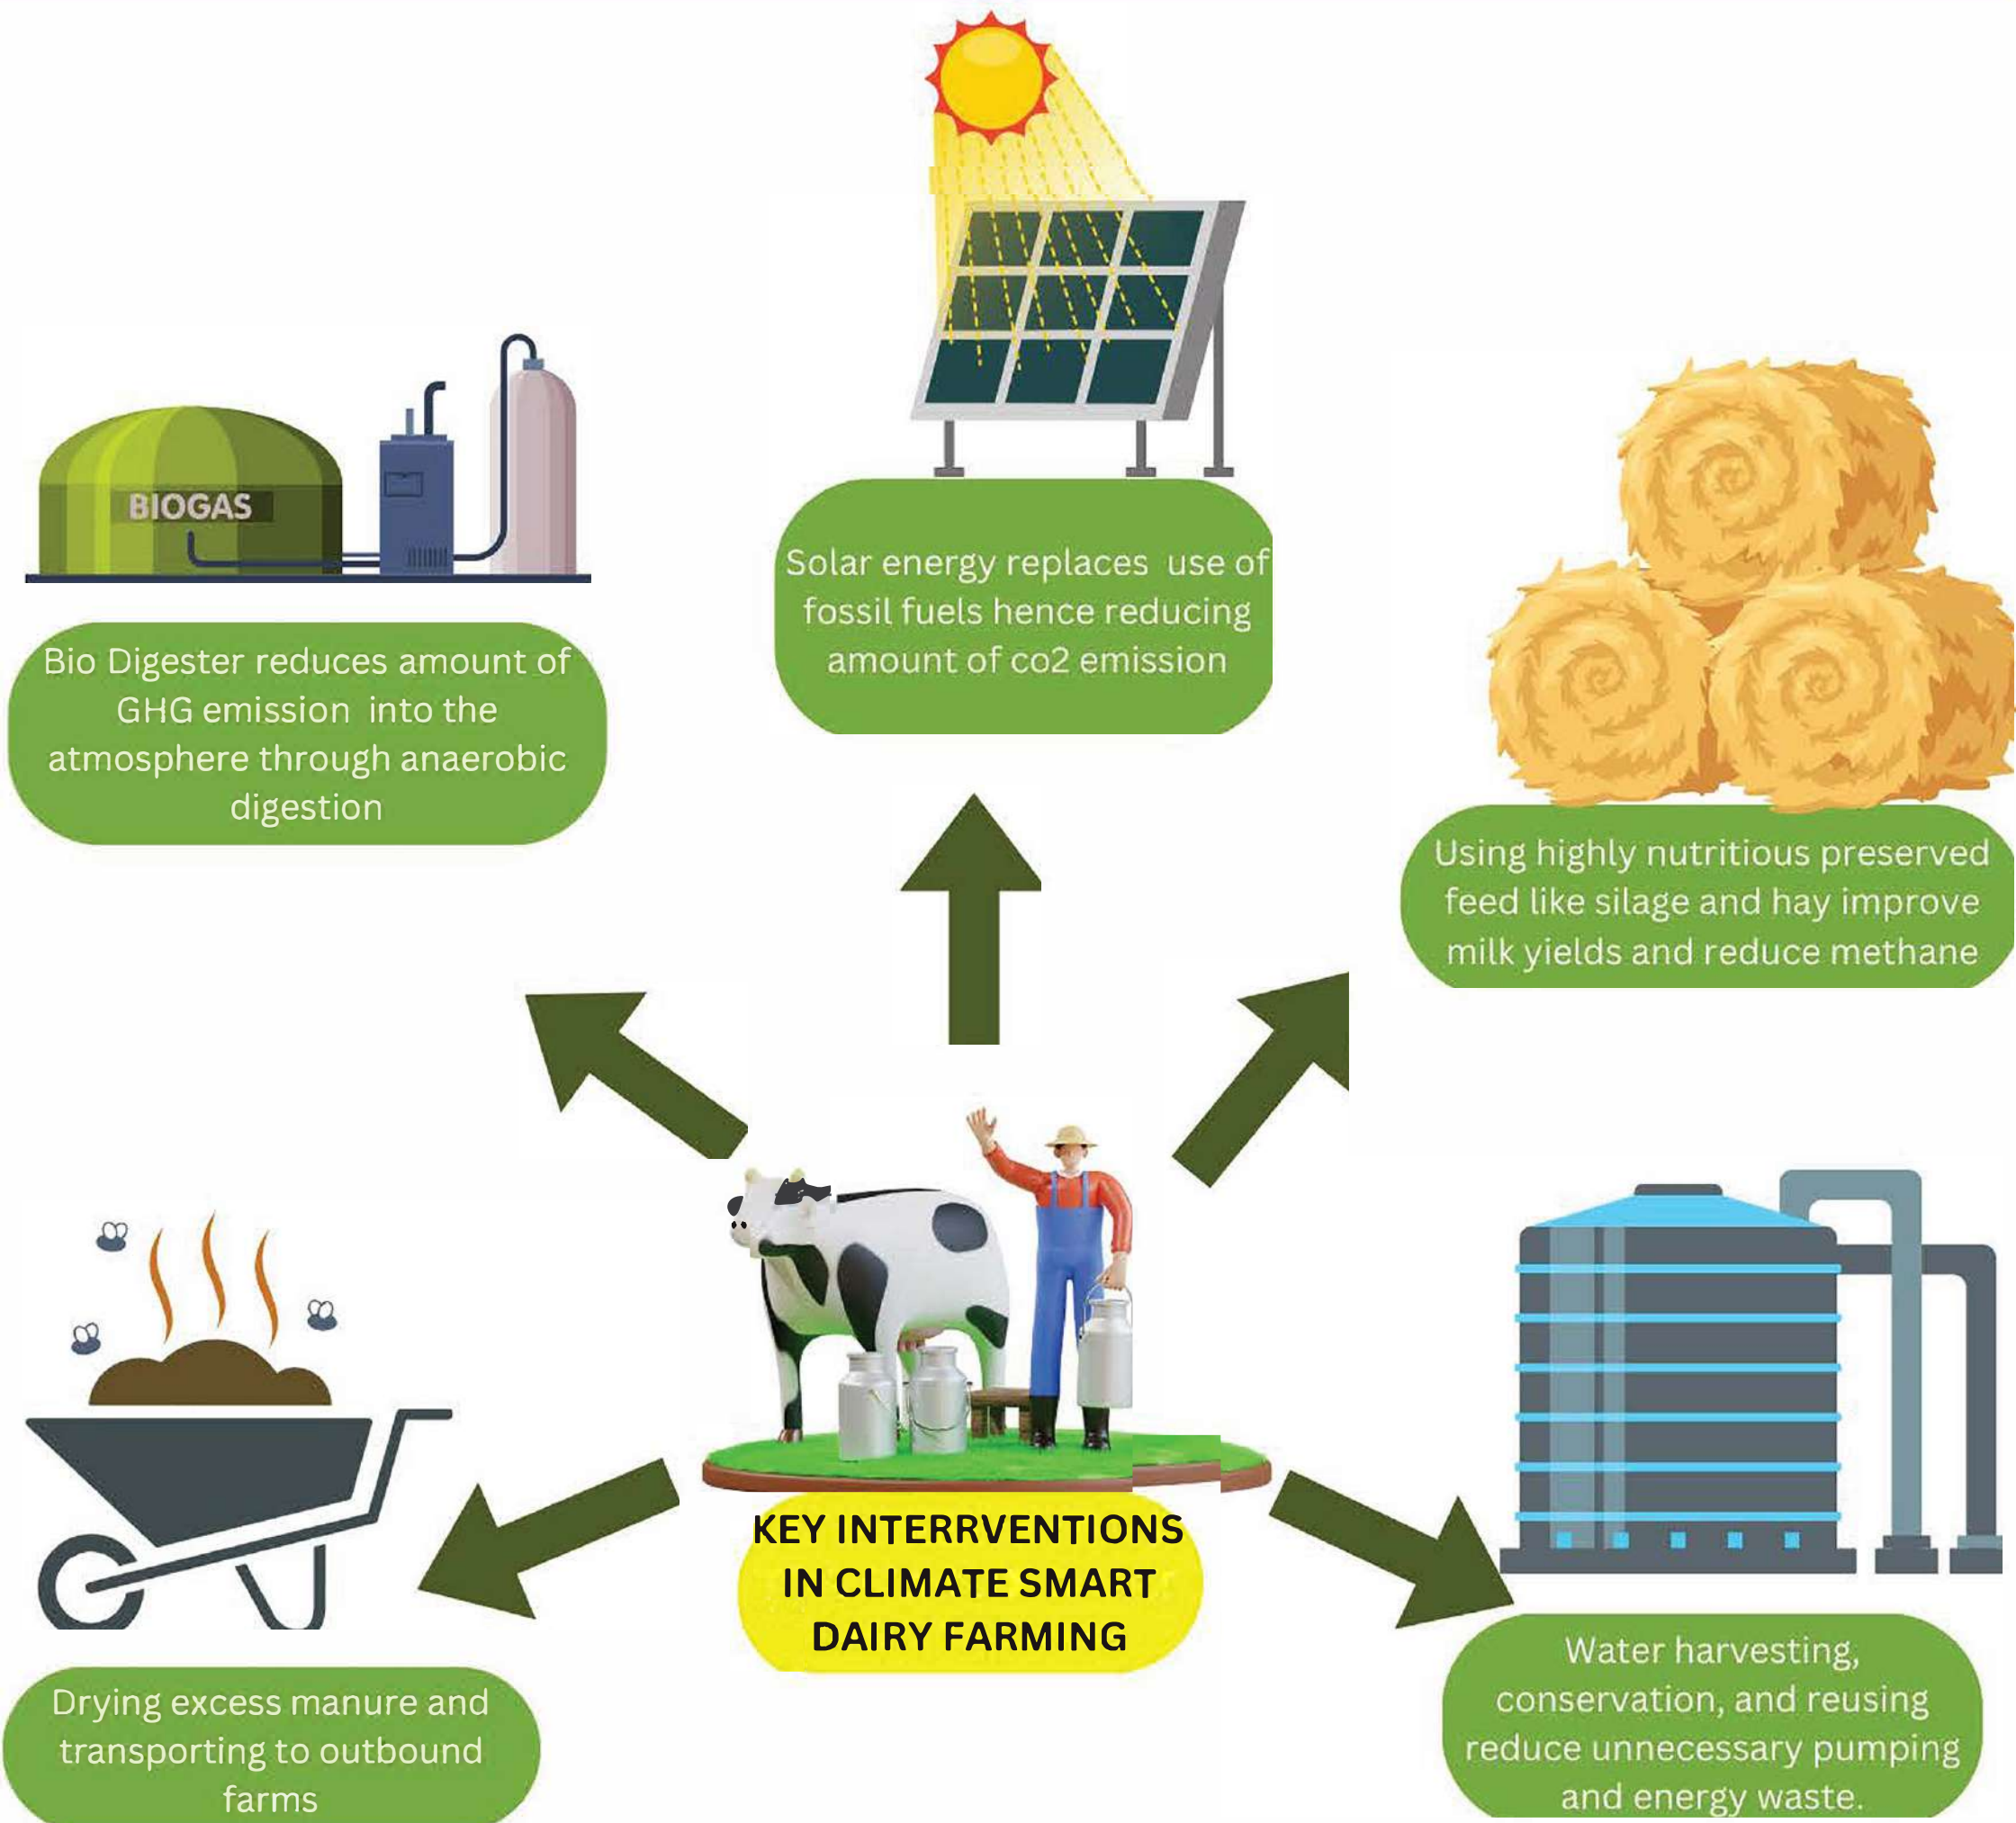 BIOGAS
Bio Digester reduces amount of
GHG emission into the
atmosphere through anaerobic
digestion
Solar energy replaces use of
fossil fuels hence reducing
amount of co2 emission
Using highly nutritious preserved
feed like silage and hay improve
milk yields and reduce methane
KEY INTERRVENTIONS
IN CLIMATE SMART
DAIRY FARMING
Drying excess manure and
transporting to outbound
farms
Water harvesting,
conservation, and reusing
reduce unnecessary pumping
and energy waste.